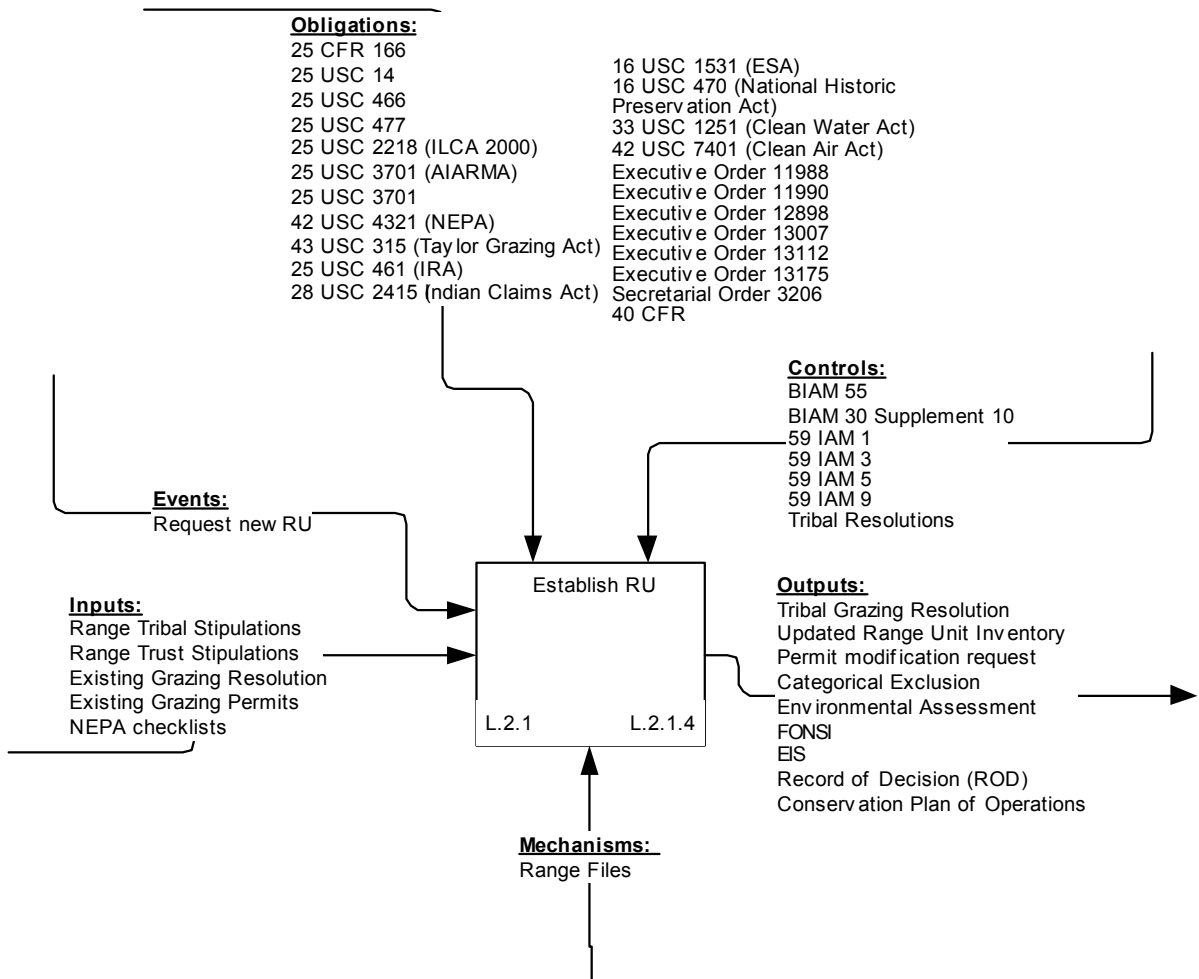 Obligations:
25 CFR 166
25 USC 14
25 USC 466
25 USC 477
25 USC 2218 (ILCA 2000)
25 USC 3701 (AIARMA)
25 USC 3701
42 USC 4321 (NEPA)
43 USC 315 (Taylor Grazing Act)
25 USC 461 (IRA)
28 USC 2415 (Indian Claims Act)
16 USC 1531 (ESA)
16 USC 470 (National Historic
Preservation Act)
33 USC 1251 (Clean Water Act)
42 USC 7401 (Clean Air Act)
Executive Order 11988
Executive Order 11990
Executive Order 12898
Executive Order 13007
Executive Order 13112
Executive Order 13175
Secretarial Order 3206
40 CFR
Controls:
BIAM 55
BIAM 30 Supplement 10
59 IAM 1
59 IAM 3
59 IAM 5
59 IAM 9
Tribal Resolutions
Events:
Request new RU
Inputs:
Range Tribal Stipulations
Range Trust Stipulations
Existing Grazing Resolution
Existing Grazing Permits
NEPA checklists
Establish RU
L.2.1 L.2.1.4
Outputs:
Tribal Grazing Resolution
Updated Range Unit Inventory
Permit modification request
Categorical Exclusion
Environmental Assessment
FONSI
EIS
Record of Decision (ROD)
Conservation Plan of Operations
Mechanisms:
Range Files